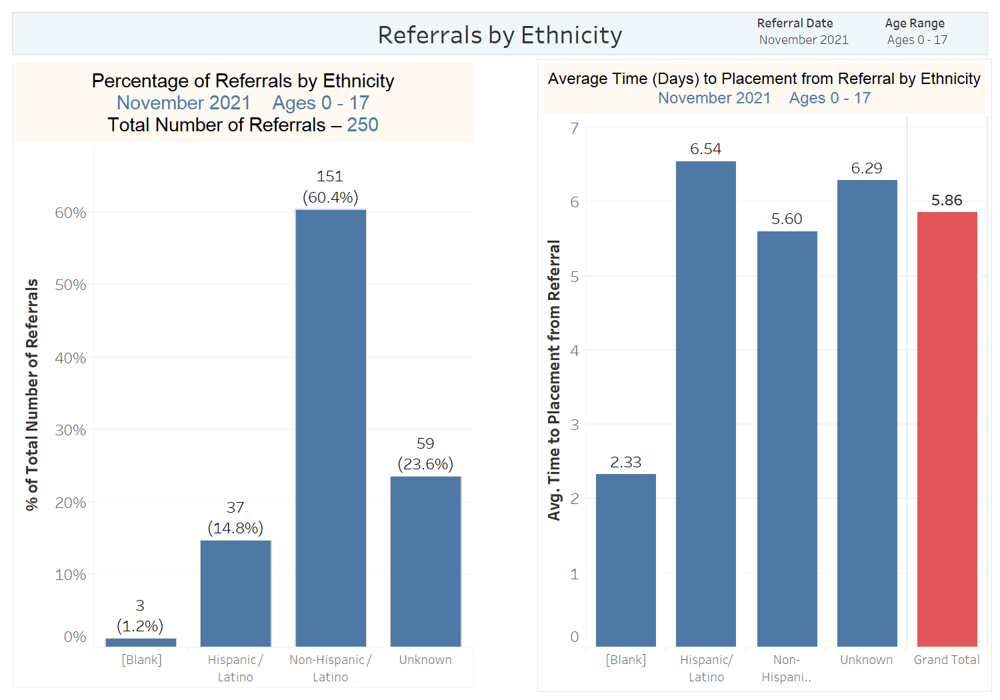 Referrals by Ethnicity
Referral Date
November 2021
Age Range
Ages 0 - 17
Percentage of Referrals by Ethnicity
November 2021 Ages 0 - 17
Total Number of Referrals – 250
% of Total Number of Referrals
60%
50%
40%
30%
20%
10%
0%
3
(1.2%)
37
(14.8%)
151
(60.4%)
59
(23.6%)
[Blank]
Hispanic/
Latino
Non-Hispanic/
Latino
Unknown
Average Time (Days) to Placement from Referral by Ethnicity
November 2021 Ages 0 - 17
Avg. Time to Placement from Referral
7
6
5
4
3
2
1
0
2.33
6.54
5.60
6.29
5.86
[Blank]
Hispanic/
Latino
Non-
Hispani..
Unknown
Grand Total